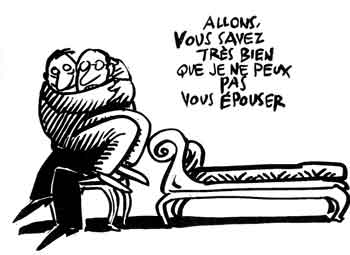 ALLONS,
VOUS SAVEZ
TRÈS BIEN
QUE JE NE PEUX
PAS
VOUS ÉPOUSER